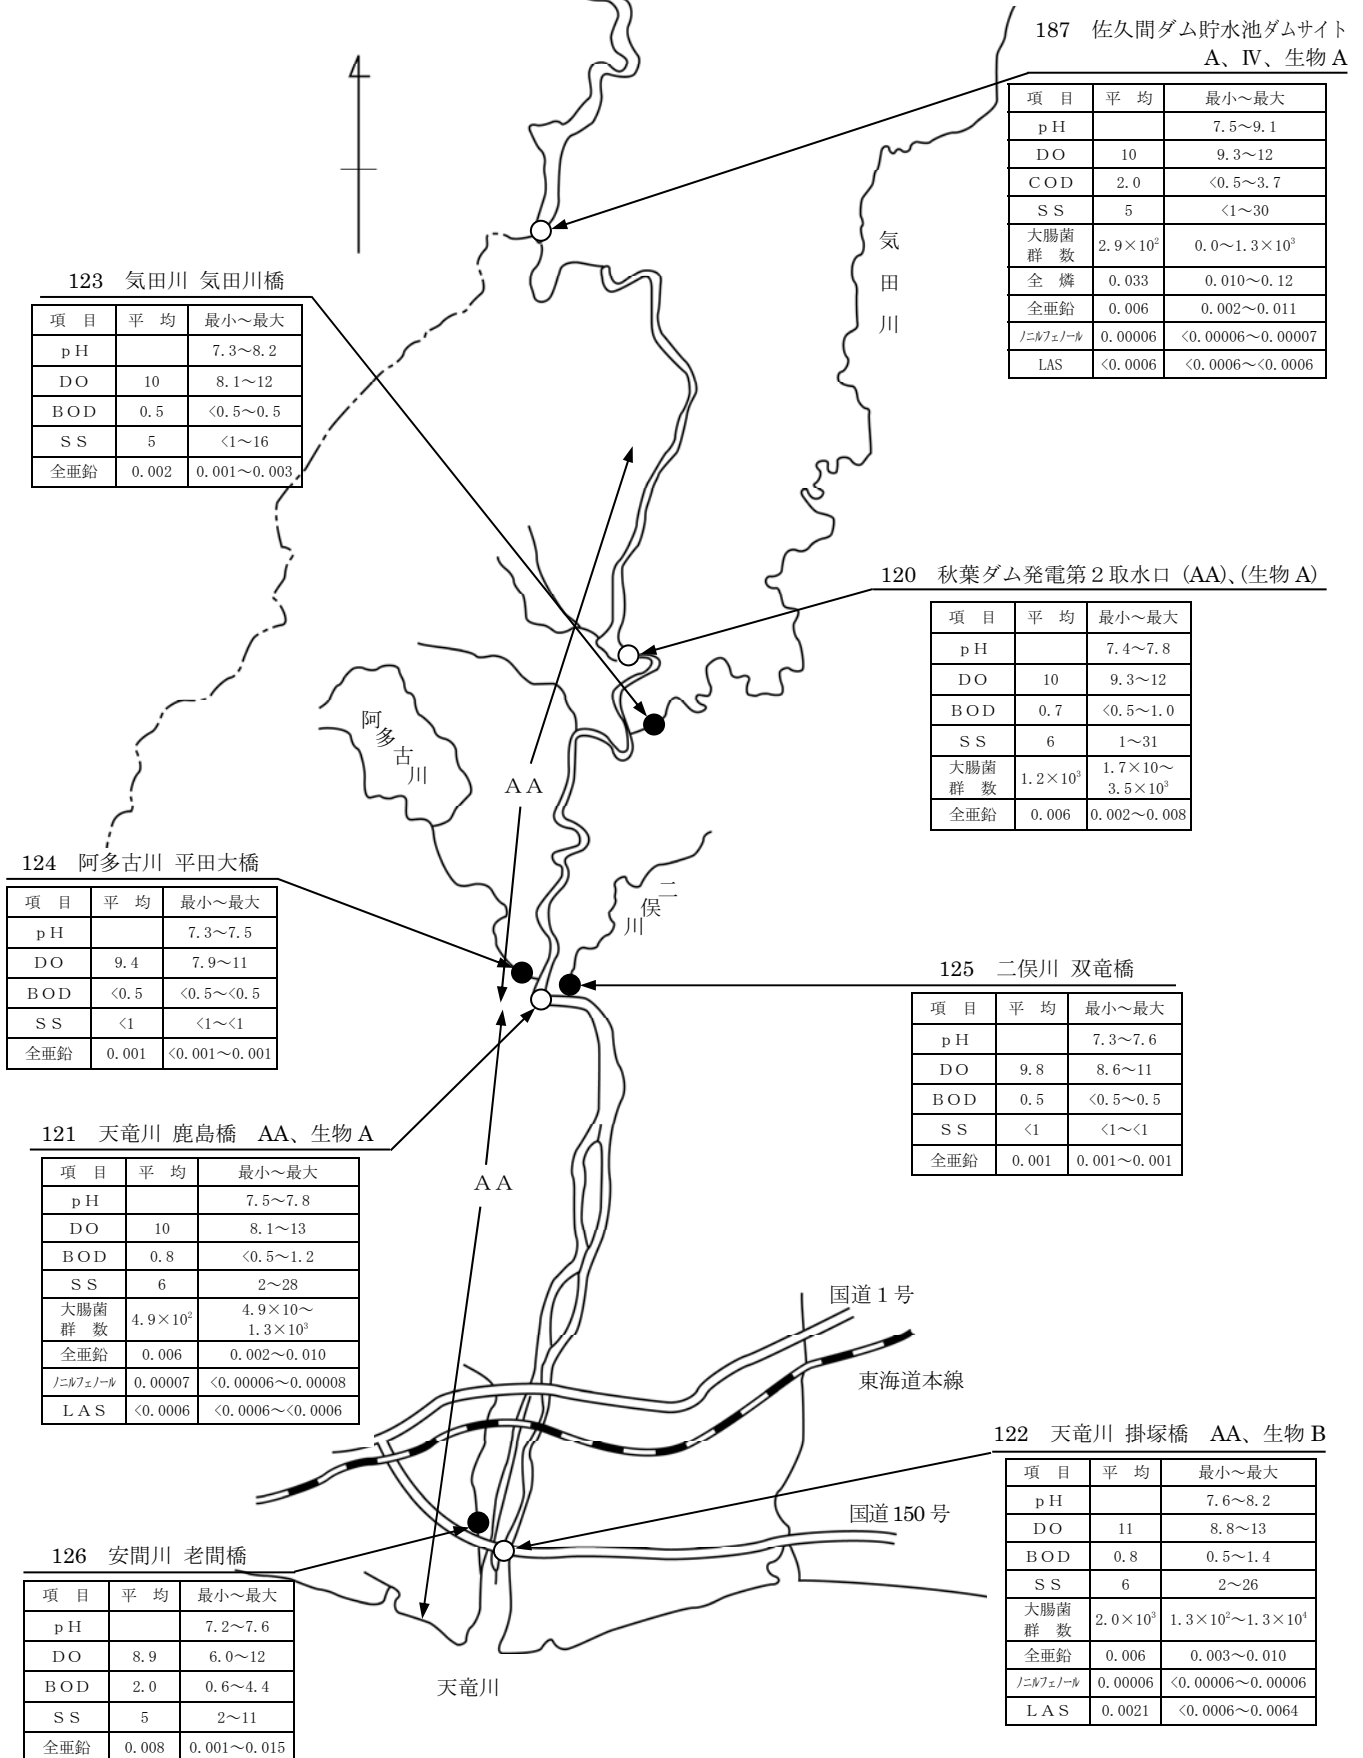 187 佐久間ダム貯水池ダムサイト
A、Ⅳ、生物 A
項 目 平 均 最小～最大
pH 7.5～9.1
DO 10 9.3～12
COD 2.0 <0.5～3.7
SS 5 <1～30
大腸菌群 数 2.9×10² 0.0～1.3×10³
全 燐 0.033 0.010～0.12
全亜鉛 0.006 0.002～0.011
ﾉﾆﾙﾌｪﾉｰﾙ 0.00006 <0.00006～0.00007
LAS <0.0006 <0.0006～<0.0006
気田川
123 気田川 気田川橋
項 目 平 均 最小～最大
pH 7.3～8.2
DO 10 8.1～12
BOD 0.5 <0.5～0.5
SS 5 <1～16
全亜鉛 0.002 0.001～0.003
120 秋葉ダム発電第２取水口 (AA)、(生物 A)
項 目 平 均 最小～最大
pH 7.4～7.8
DO 10 9.3～12
BOD 0.7 <0.5～1.0
SS 6 1～31
大腸菌群 数 1.2×10³ 1.7×10～3.5×10³
全亜鉛 0.006 0.002～0.008
阿多古川
AA
124 阿多古川 平田大橋
項 目 平 均 最小～最大
pH 7.3～7.5
DO 9.4 7.9～11
BOD <0.5 <0.5～<0.5
SS <1 <1～<1
全亜鉛 0.001 <0.001～0.001
二俣川
125 二俣川 双竜橋
項 目 平 均 最小～最大
pH 7.3～7.6
DO 9.8 8.6～11
BOD 0.5 <0.5～0.5
SS <1 <1～<1
全亜鉛 0.001 0.001～0.001
121 天竜川 鹿島橋 AA、生物 A
項 目 平 均 最小～最大
pH 7.5～7.8
DO 10 8.1～13
BOD 0.8 <0.5～1.2
SS 6 2～28
大腸菌群 数 4.9×10² 4.9×10～1.3×10³
全亜鉛 0.006 0.002～0.010
ﾉﾆﾙﾌｪﾉｰﾙ 0.00007 <0.00006～0.00008
LAS <0.0006 <0.0006～<0.0006
AA
国道１号
東海道本線
122 天竜川 掛塚橋 AA、生物 B
項 目 平 均 最小～最大
pH 7.6～8.2
DO 11 8.8～13
BOD 0.8 0.5～1.4
SS 6 2～26
大腸菌群 数 2.0×10³ 1.3×10²～1.3×10⁴
全亜鉛 0.006 0.003～0.010
ﾉﾆﾙﾌｪﾉｰﾙ 0.00006 <0.00006～0.00006
LAS 0.0021 <0.0006～0.0064
国道 150 号
126 安間川 老間橋
項 目 平 均 最小～最大
pH 7.2～7.6
DO 8.9 6.0～12
BOD 2.0 0.6～4.4
SS 5 2～11
全亜鉛 0.008 0.001～0.015
天竜川